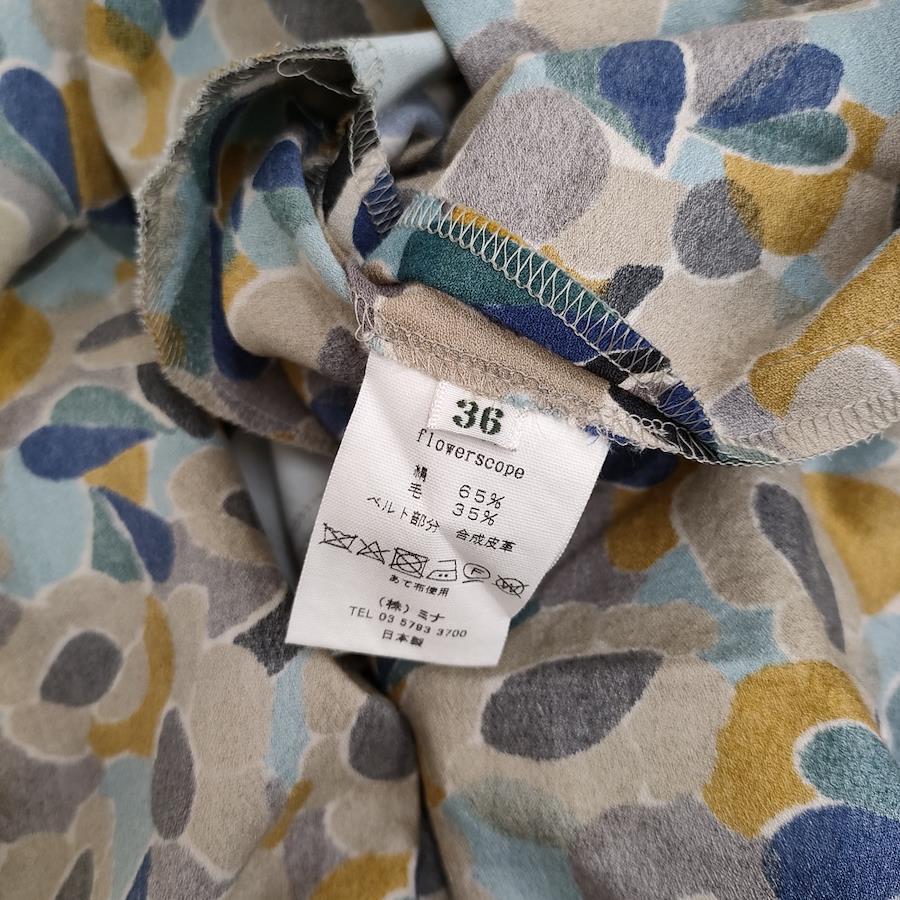 36
flowerscope
絹 65%
毛 35%
ベルト部分 合成皮革
F
あて布使用
(株)ミナ
TEL 03 5793 3700
日本製